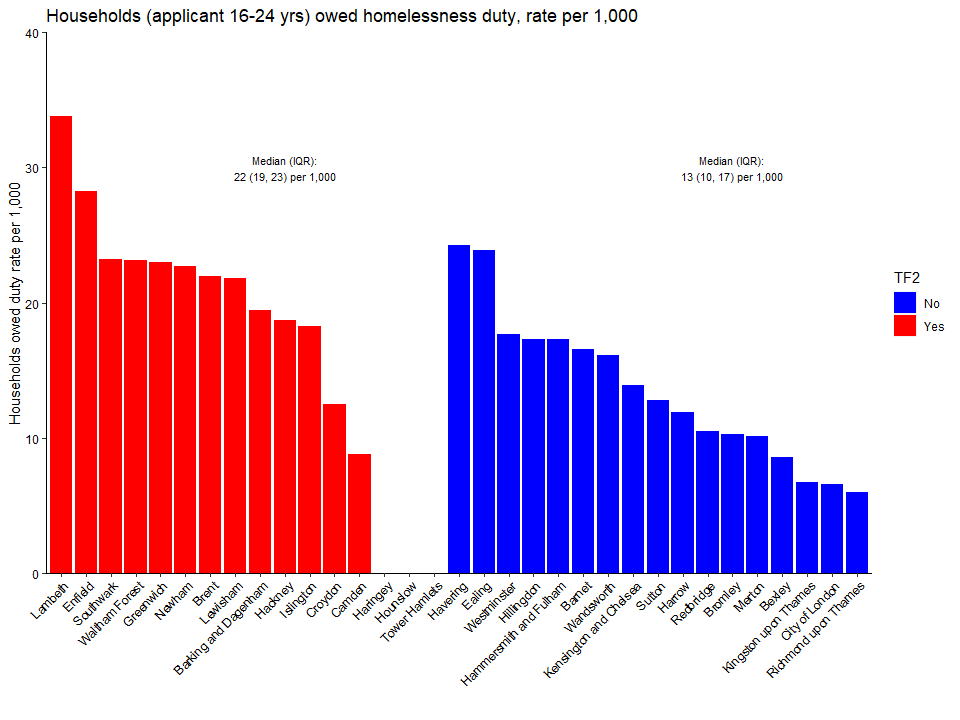 Households (applicant 16-24 yrs) owed homelessness duty, rate per 1,000
Households owed duty rate per 1,000
40
30
20
10
0
Median (IQR):
22 (19, 23) per 1,000
Median (IQR):
13 (10, 17) per 1,000
TF2
No
Yes
Lambeth
Enfield
Southwark
Waltham Forest
Greenwich
Newham
Brent
Lewisham
Barking and Dagenham
Hackney
Islington
Croydon
Camden
Haringey
Hounslow
Tower Hamlets
Havering
Ealing
Westminster
Hillingdon
Hammersmith and Fulham
Barnet
Wandsworth
Kensington and Chelsea
Sutton
Harrow
Redbridge
Bromley
Merton
Bexley
Kingston upon Thames
City of London
Richmond upon Thames